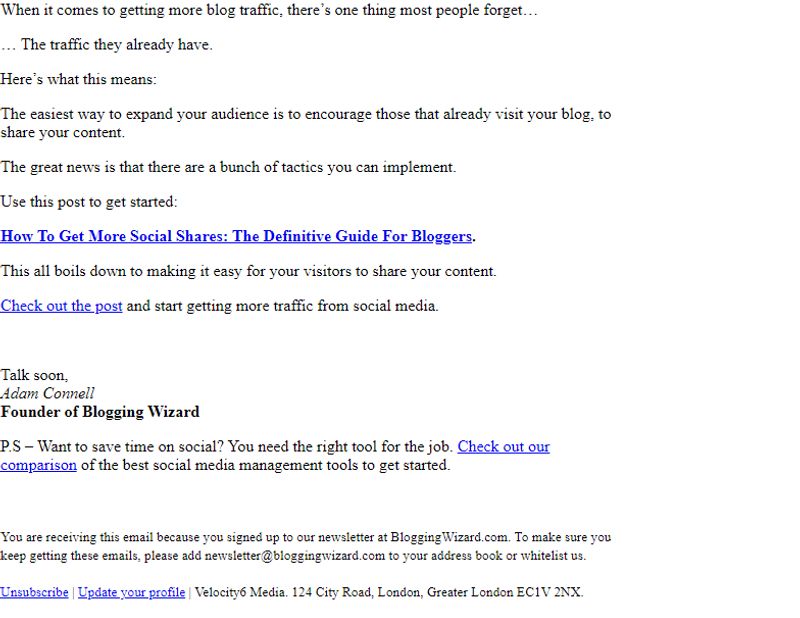 When it comes to getting more blog traffic, there's one thing most people forget…
… The traffic they already have.
Here's what this means:
The easiest way to expand your audience is to encourage those that already visit your blog, to
share your content.
The great news is that there are a bunch of tactics you can implement.
Use this post to get started:
How To Get More Social Shares: The Definitive Guide For Bloggers.
This all boils down to making it easy for your visitors to share your content.
Check out the post and start getting more traffic from social media.
Talk soon,
Adam Connell
Founder of Blogging Wizard
P.S – Want to save time on social? You need the right tool for the job. Check out our
comparison of the best social media management tools to get started.
You are receiving this email because you signed up to our newsletter at BloggingWizard.com. To make sure you
keep getting these emails, please add newsletter@bloggingwizard.com to your address book or whitelist us.
Unsubscribe | Update your profile | Velocity6 Media. 124 City Road, London, Greater London EC1V 2NX.